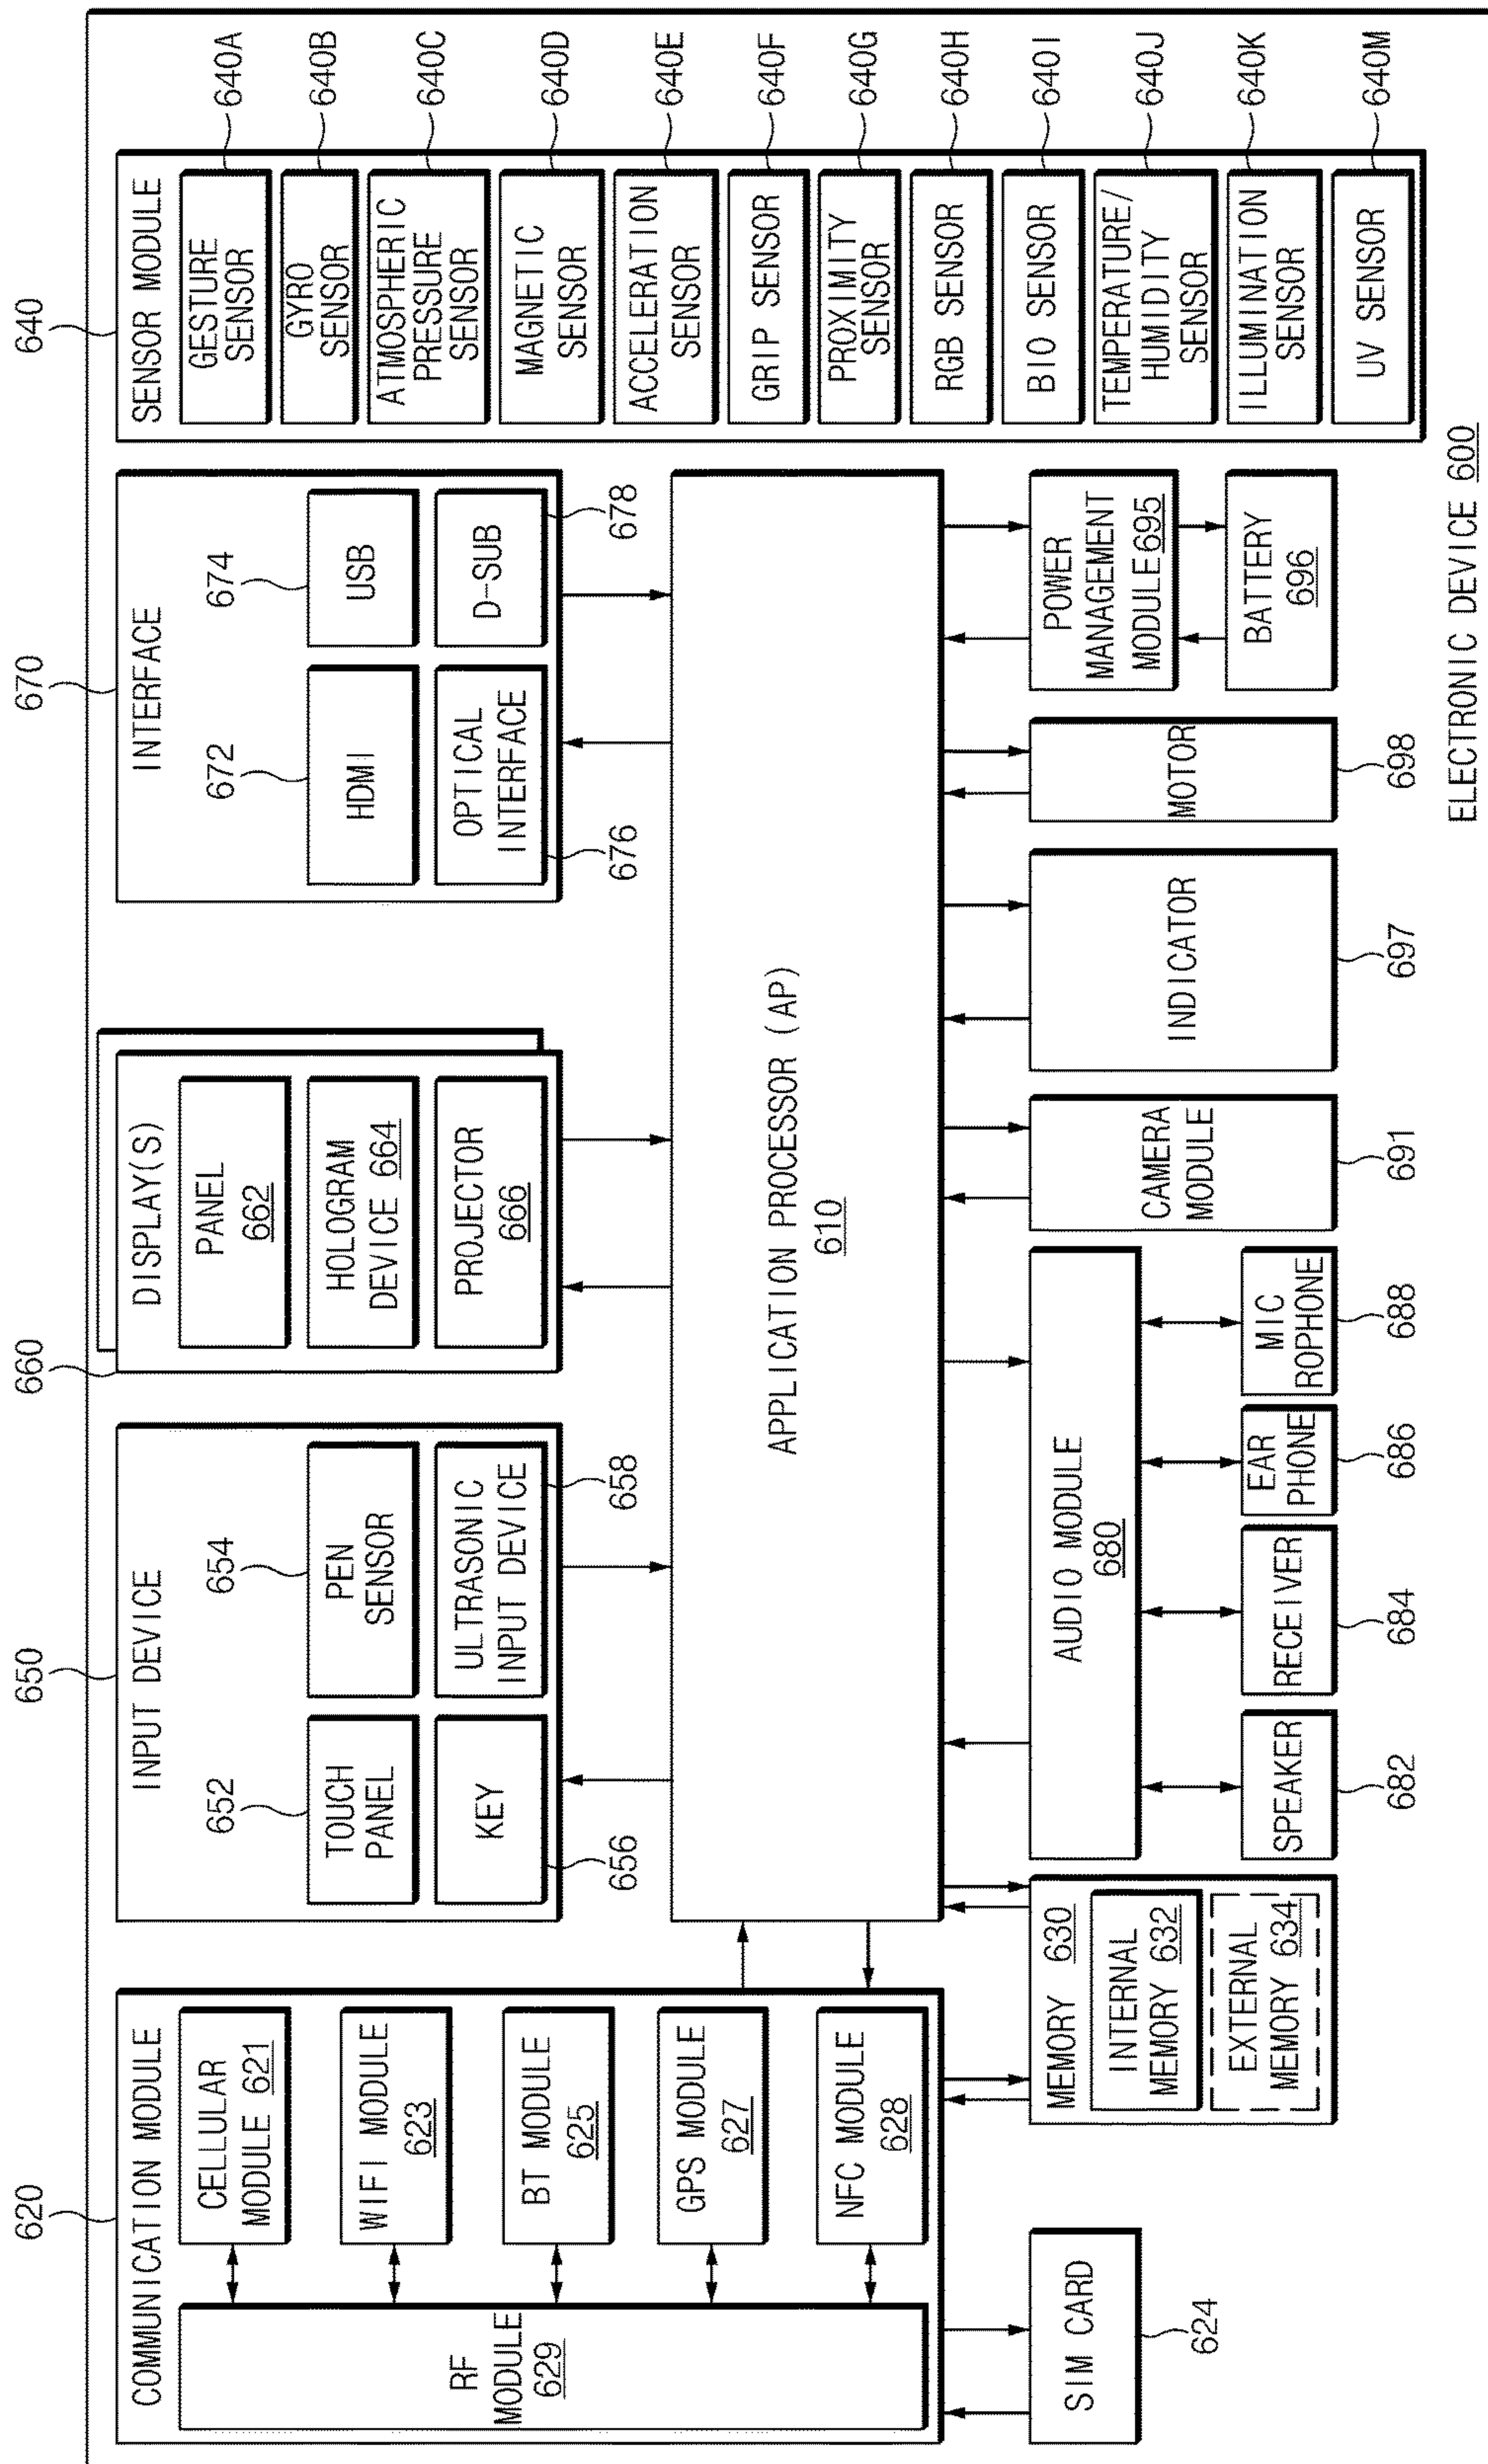 620
650
660
670
640
COMMUNICATION MODULE
CELLULAR
MODULE 621
WIFI MODULE
623
BT MODULE
625
GPS MODULE
627
NFC MODULE
628
RF
MODULE
629
INPUT DEVICE
652
TOUCH
PANEL
654
PEN
SENSOR
KEY
656
ULTRASONIC
INPUT DEVICE
658
DISPLAY(S)
PANEL
662
HOLOGRAM
DEVICE 664
PROJECTOR
666
INTERFACE
672
HDMI
674
USB
OPTICAL
INTERFACE
676
D-SUB
678
SENSOR MODULE
GESTURE
SENSOR
640A
GYRO
SENSOR
640B
ATMOSPHERIC
PRESSURE
SENSOR
640C
MAGNETIC
SENSOR
640D
ACCELERATION
SENSOR
640E
GRIP SENSOR
640F
PROXIMITY
SENSOR
640G
RGB SENSOR
640H
BIO SENSOR
640I
TEMPERATURE/
HUMIDITY
SENSOR
640J
ILLUMINATION
SENSOR
640K
UV SENSOR
640M
APPLICATION PROCESSOR (AP)
610
SIM CARD
624
MEMORY 630
INTERNAL
MEMORY 632
EXTERNAL
MEMORY 634
AUDIO MODULE
680
SPEAKER
682
RECEIVER
684
EAR
PHONE
686
MIC
ROPHONE
688
CAMERA
MODULE
691
INDICATOR
697
MOTOR
698
POWER
MANAGEMENT
MODULE 695
BATTERY
696
ELECTRONIC DEVICE 600